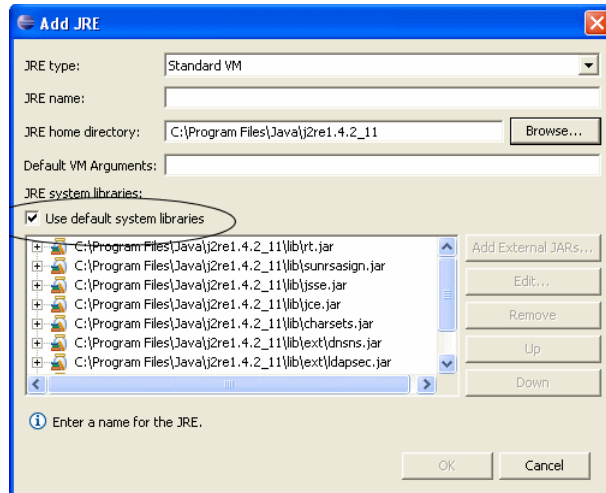 Add JRE
JRE type: Standard VM
JRE name:
JRE home directory: C:\Program Files\Java\j2re1.4.2_11 Browse...
Default VM Arguments:
JRE system libraries:
Use default system libraries
C:\Program Files\Java\j2re1.4.2_11\lib\rt.jar Add External JARs...
C:\Program Files\Java\j2re1.4.2_11\lib\sunrsasign.jar
C:\Program Files\Java\j2re1.4.2_11\lib\jsse.jar Edit...
C:\Program Files\Java\j2re1.4.2_11\lib\jce.jar Remove
C:\Program Files\Java\j2re1.4.2_11\lib\charsets.jar
C:\Program Files\Java\j2re1.4.2_11\lib\ext\dnsns.jar Up
C:\Program Files\Java\j2re1.4.2_11\lib\ext\ldapsec.jar
Down
Enter a name for the JRE.
OK Cancel